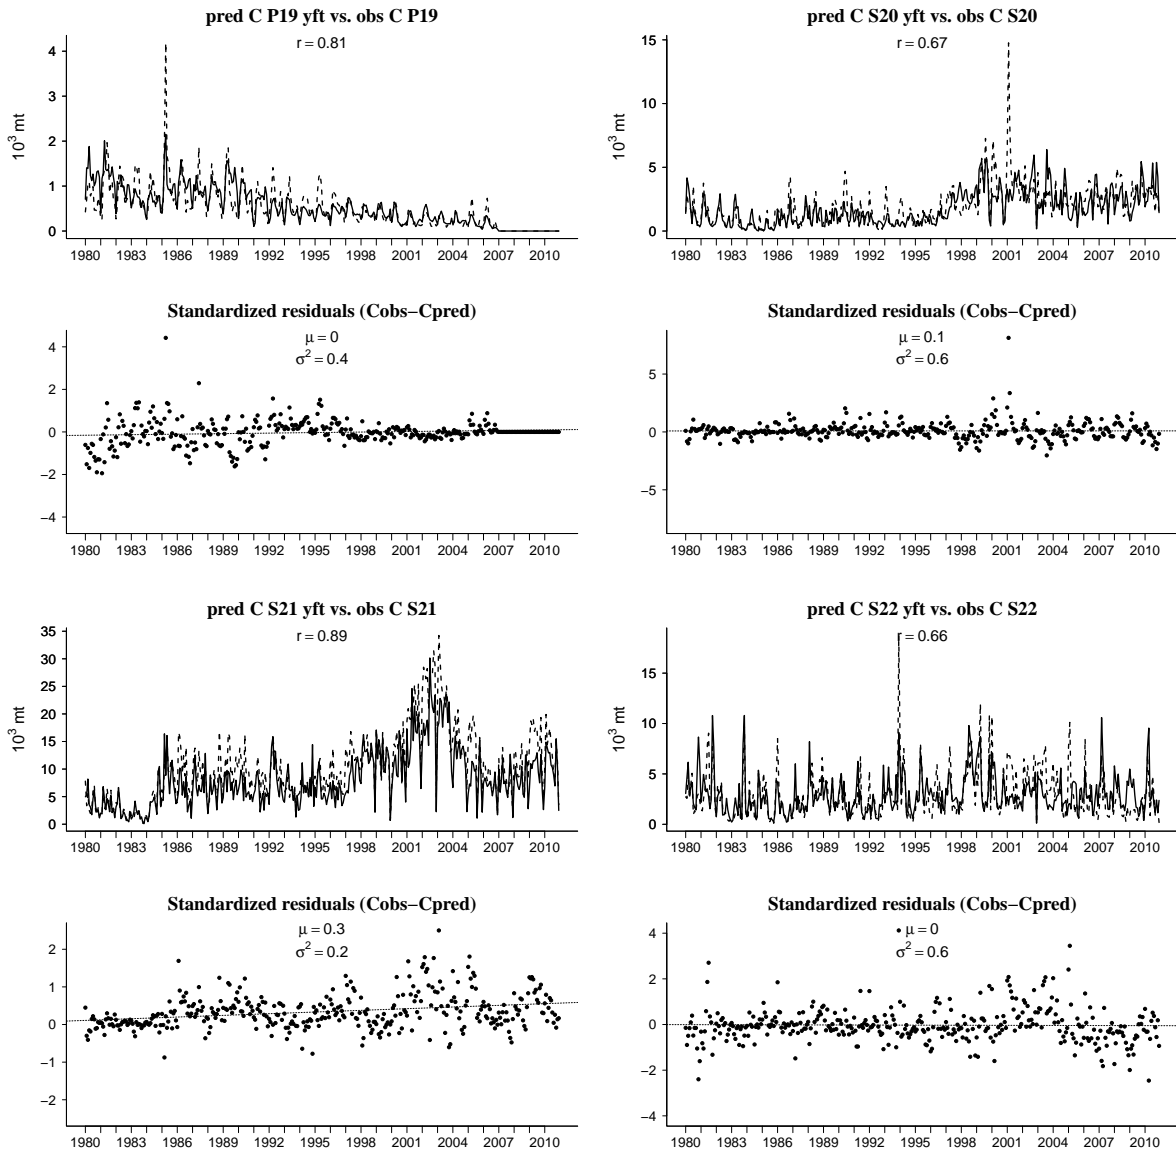 pred C P19 yft vs. obs C P19
r = 0.81
10³ mt
4
3
2
1
0
1980 1983 1986 1989 1992 1995 1998 2001 2004 2007 2010
pred C S20 yft vs. obs C S20
r = 0.67
10³ mt
15
10
5
0
1980 1983 1986 1989 1992 1995 1998 2001 2004 2007 2010
Standardized residuals (Cobs−Cpred)
μ = 0
σ² = 0.4
4
2
0
−2
−4
1980 1983 1986 1989 1992 1995 1998 2001 2004 2007 2010
Standardized residuals (Cobs−Cpred)
μ = 0.1
σ² = 0.6
5
0
−5
1980 1983 1986 1989 1992 1995 1998 2001 2004 2007 2010
pred C S21 yft vs. obs C S21
r = 0.89
10³ mt
35
30
25
20
15
10
5
0
1980 1983 1986 1989 1992 1995 1998 2001 2004 2007 2010
pred C S22 yft vs. obs C S22
r = 0.66
10³ mt
15
10
5
0
1980 1983 1986 1989 1992 1995 1998 2001 2004 2007 2010
Standardized residuals (Cobs−Cpred)
μ = 0.3
σ² = 0.2
2
1
0
−1
−2
1980 1983 1986 1989 1992 1995 1998 2001 2004 2007 2010
Standardized residuals (Cobs−Cpred)
μ = 0
σ² = 0.6
4
2
0
−2
−4
1980 1983 1986 1989 1992 1995 1998 2001 2004 2007 2010